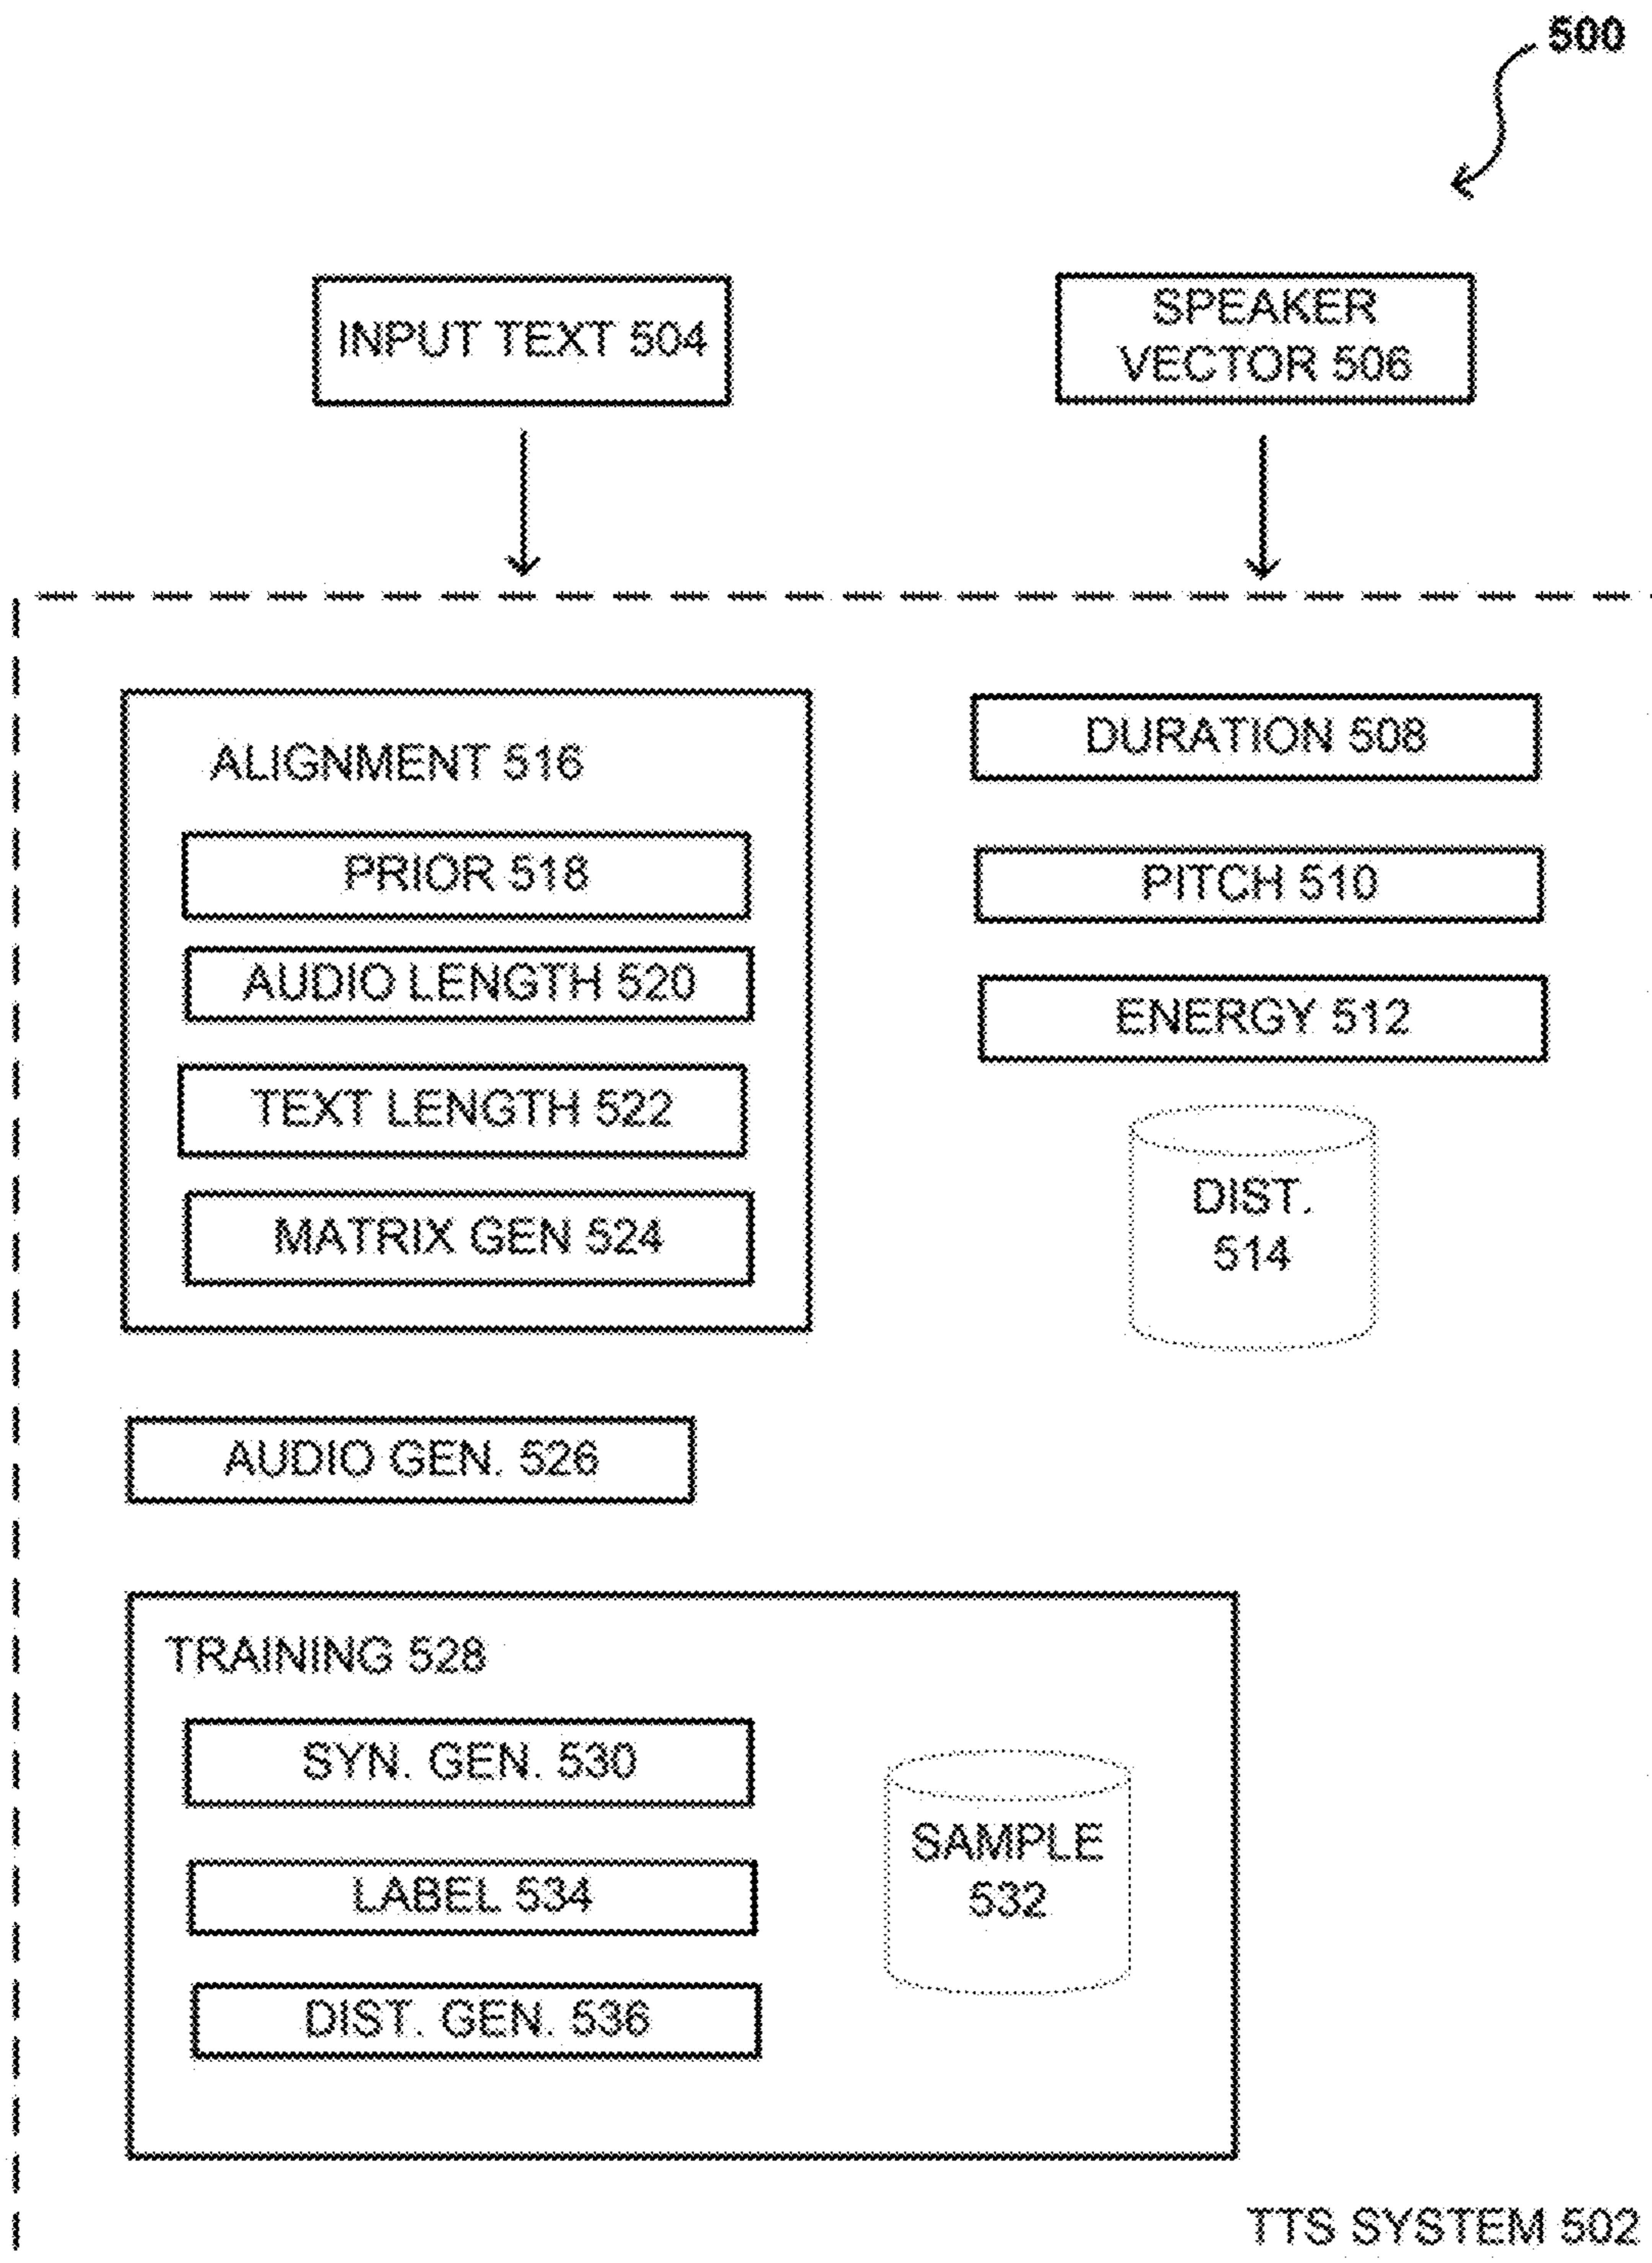 500
INPUT TEXT 504
SPEAKER
VECTOR 506
ALIGNMENT 516
PRIOR 518
AUDIO LENGTH 520
TEXT LENGTH 522
MATRIX GEN 524
DURATION 508
PITCH 510
ENERGY 512
DIST.
514
AUDIO GEN. 526
TRAINING 528
SYN. GEN. 530
LABEL 534
DIST. GEN. 536
SAMPLE
532
TTS SYSTEM 502